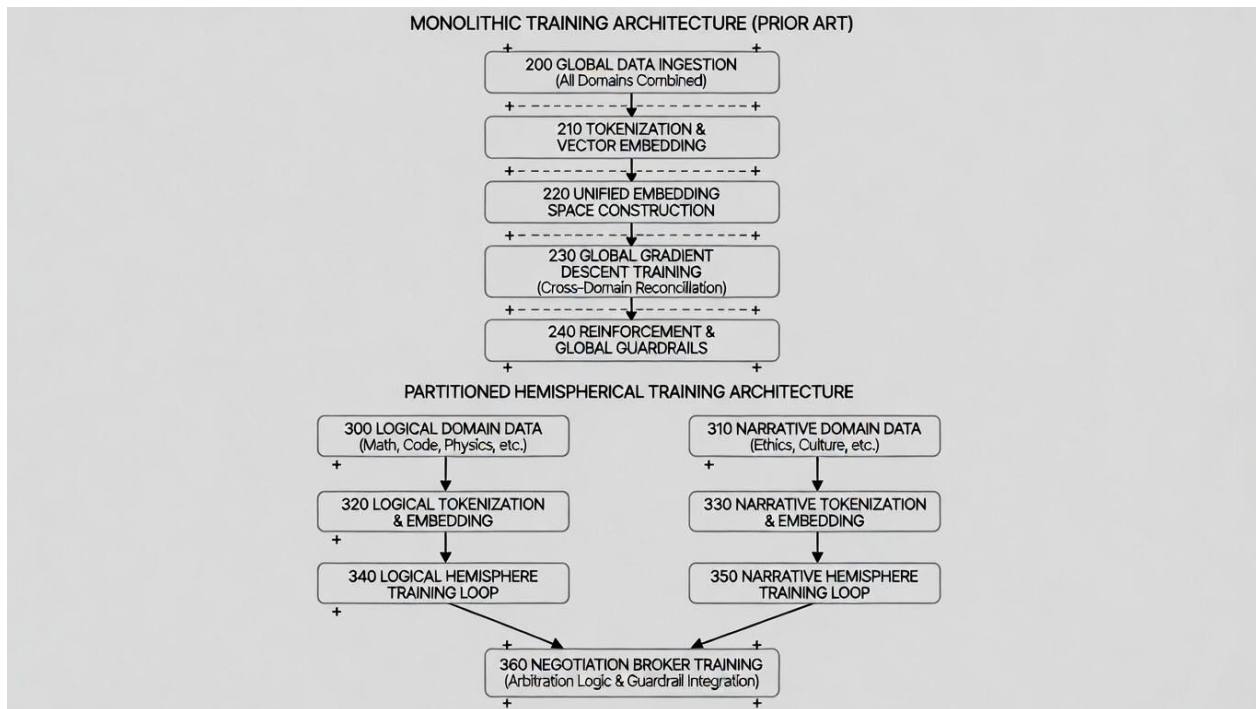 MONOLITHIC TRAINING ARCHITECTURE (PRIOR ART)
200 GLOBAL DATA INGESTION
(All Domains Combined)
210 TOKENIZATION &
VECTOR EMBEDDING
220 UNIFIED EMBEDDING
SPACE CONSTRUCTION
230 GLOBAL GRADIENT
DESCENT TRAINING
(Cross-Domain Reconciliation)
240 REINFORCEMENT &
GLOBAL GUARDRAILS
PARTITIONED HEMISPHERICAL TRAINING ARCHITECTURE
300 LOGICAL DOMAIN DATA
(Math, Code, Physics, etc.)
310 NARRATIVE DOMAIN DATA
(Ethics, Culture, etc.)
320 LOGICAL TOKENIZATION
& EMBEDDING
330 NARRATIVE TOKENIZATION
& EMBEDDING
340 LOGICAL HEMISPHERE
TRAINING LOOP
350 NARRATIVE HEMISPHERE
TRAINING LOOP
360 NEGOTIATION BROKER TRAINING
(Arbitration Logic & Guardrail Integration)